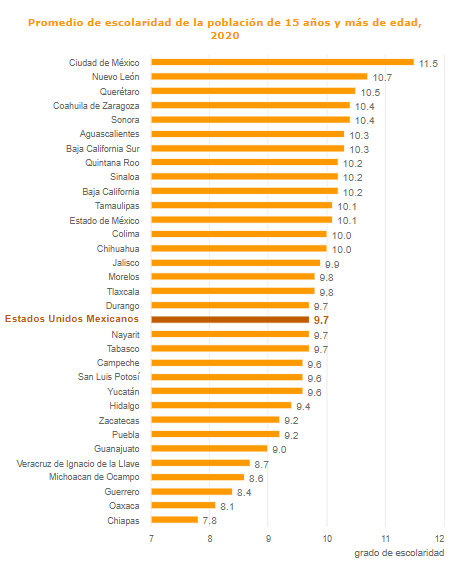 Promedio de escolaridad de la población de 15 años y más de edad,
2020
Ciudad de México 11.5
Nuevo León 10.7
Querétaro 10.5
Coahuila de Zaragoza 10.4
Sonora 10.4
Aguascalientes 10.3
Baja California Sur 10.3
Quintana Roo 10.2
Sinaloa 10.2
Baja California 10.2
Tamaulipas 10.1
Estado de México 10.1
Colima 10.0
Chihuahua 10.0
Jalisco 9.9
Morelos 9.8
Tlaxcala 9.8
Durango 9.7
Estados Unidos Mexicanos 9.7
Nayarit 9.7
Tabasco 9.7
Campeche 9.6
San Luis Potosí 9.6
Yucatán 9.6
Hidalgo 9.4
Zacatecas 9.2
Puebla 9.2
Guanajuato 9.0
Veracruz de Ignacio de la Llave 8.7
Michoacan de Ocampo 8.6
Guerrero 8.4
Oaxaca 8.1
Chiapas 7.8
7 8 9 10 11 12
grado de escolaridad